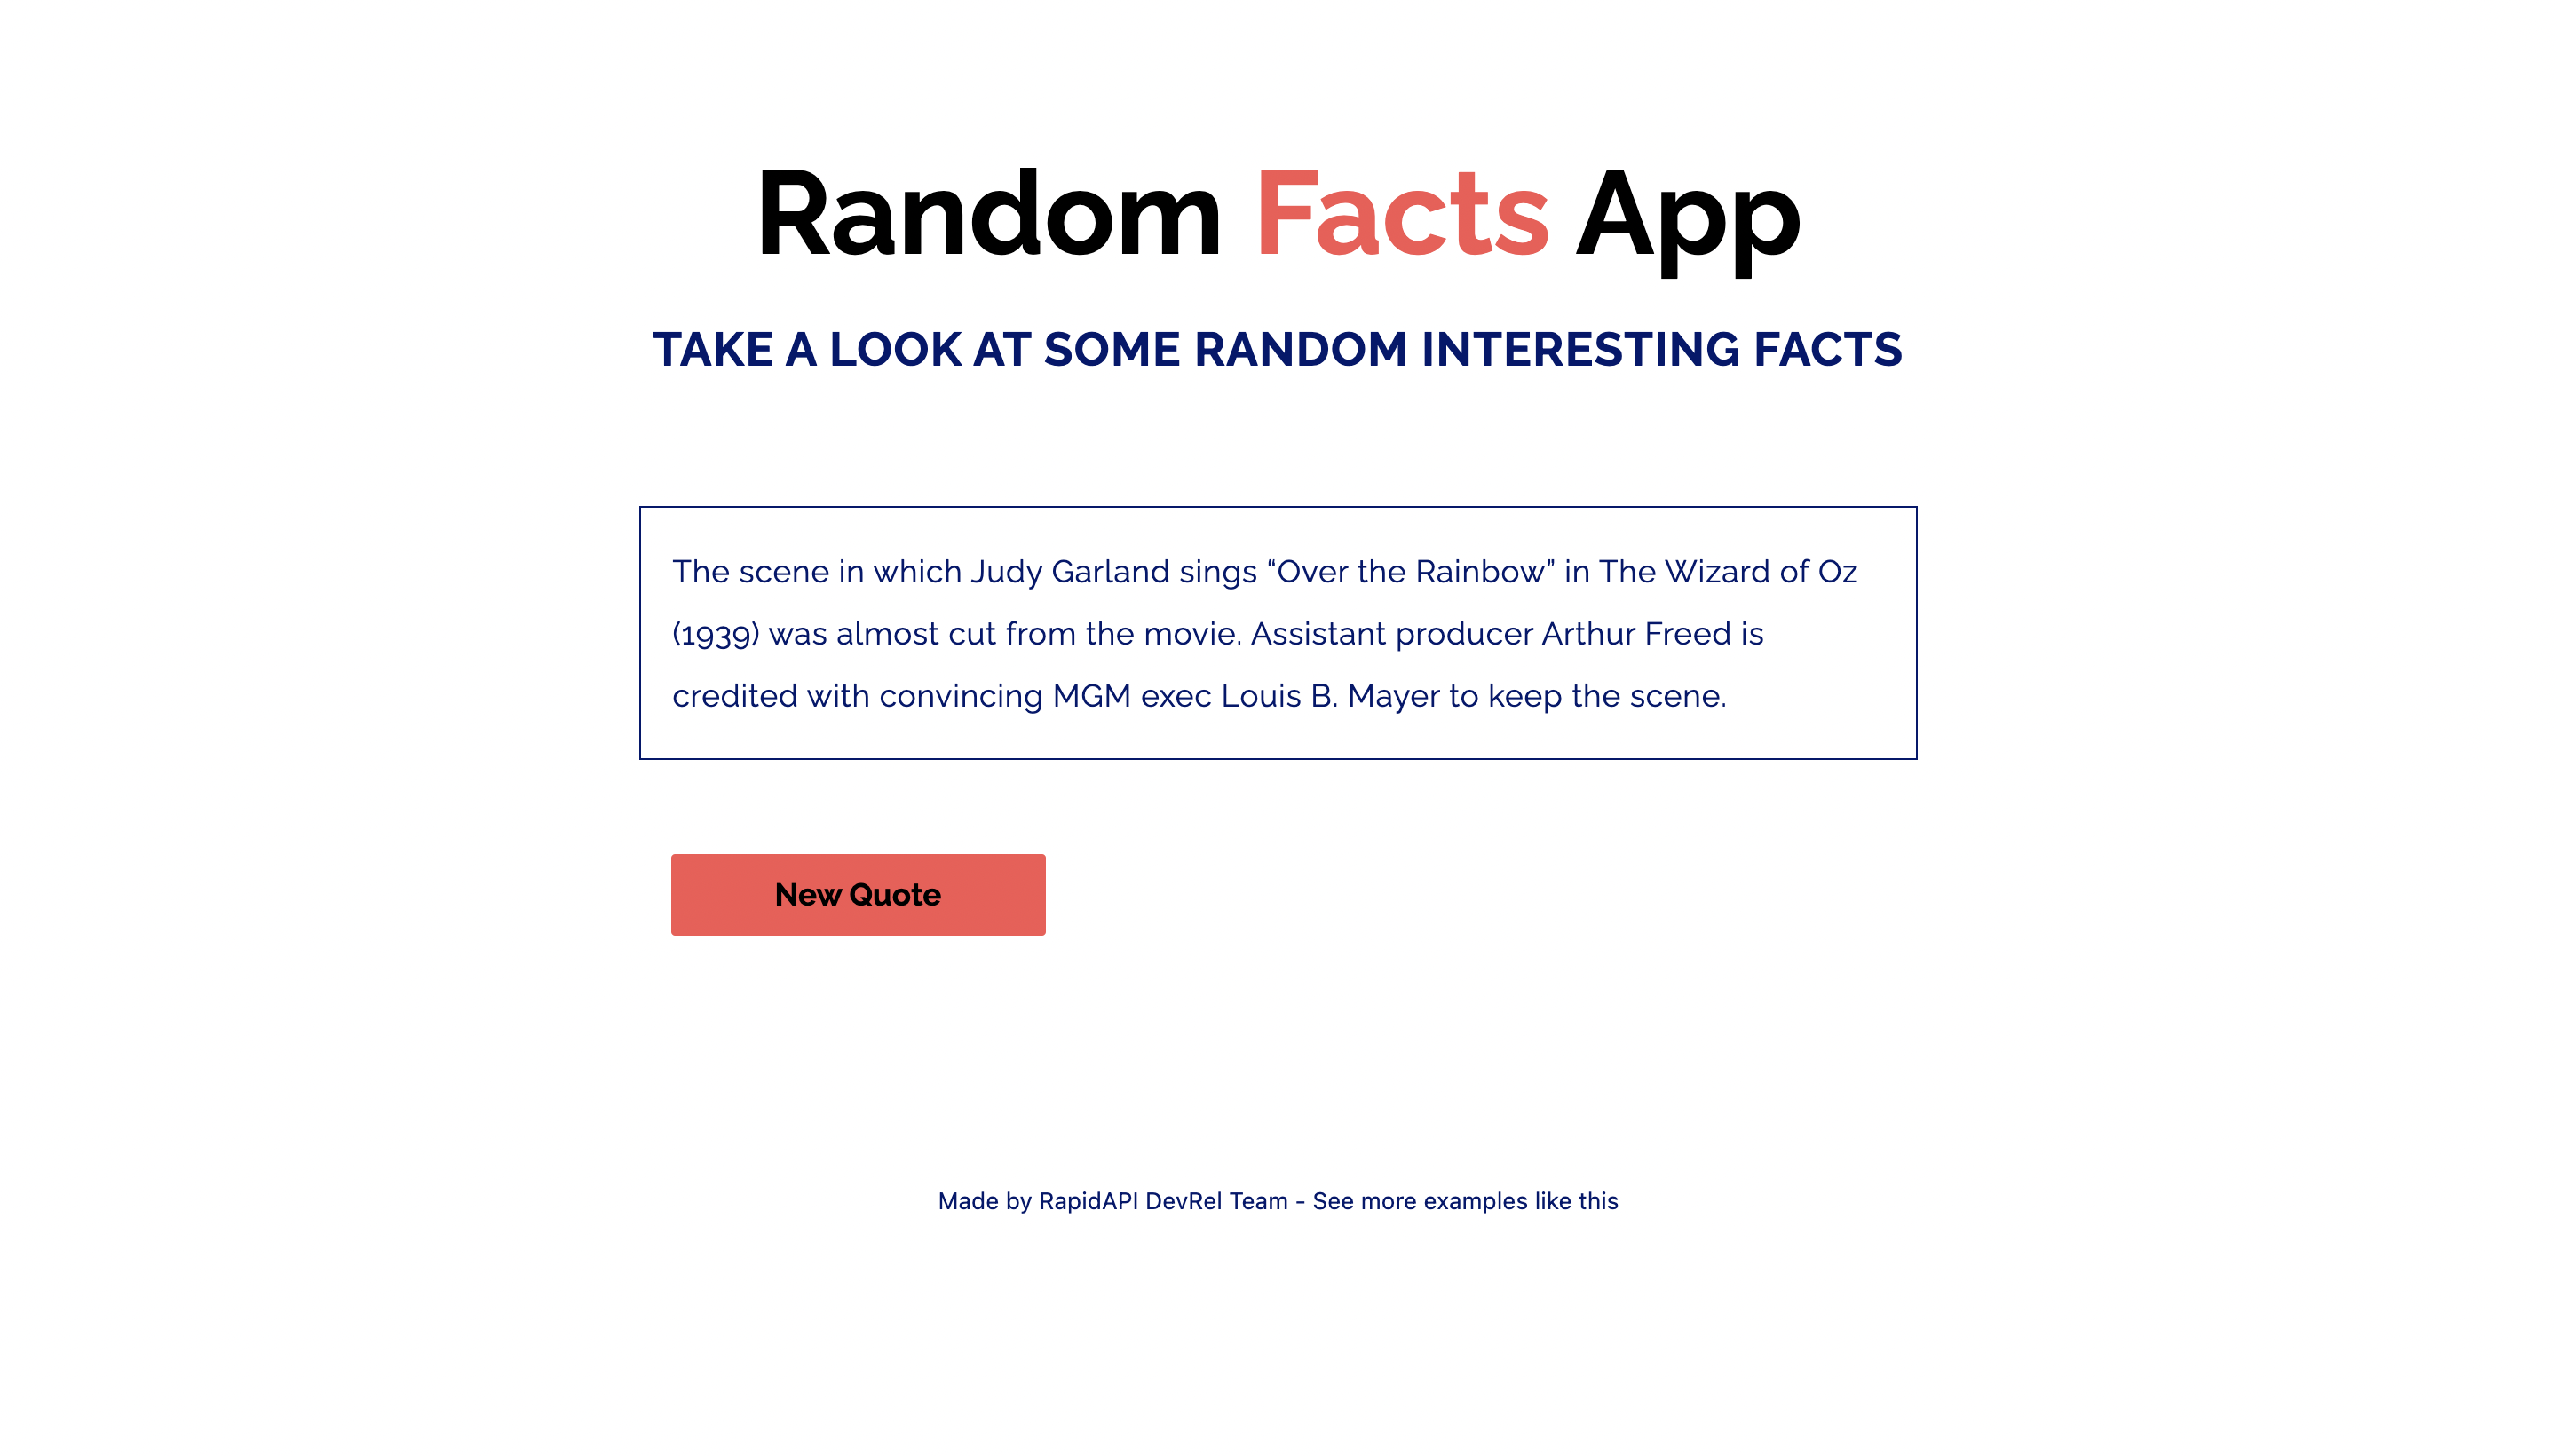 Random Facts App
TAKE A LOOK AT SOME RANDOM INTERESTING FACTS
The scene in which Judy Garland sings “Over the Rainbow” in The Wizard of Oz
(1939) was almost cut from the movie. Assistant producer Arthur Freed is
credited with convincing MGM exec Louis B. Mayer to keep the scene.
New Quote
Made by RapidAPI DevRel Team - See more examples like this